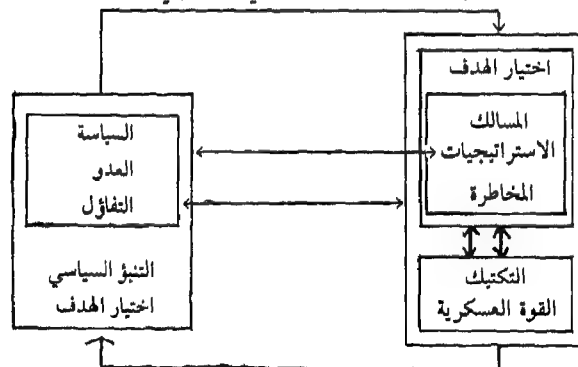 اختيار الهدف
المسالك
الاستراتيجيات
المخاطرة
التكتيك
القوة العسكرية
السياسة
العدو
التفاؤل
التنبؤ السياسي
اختيار الهدف